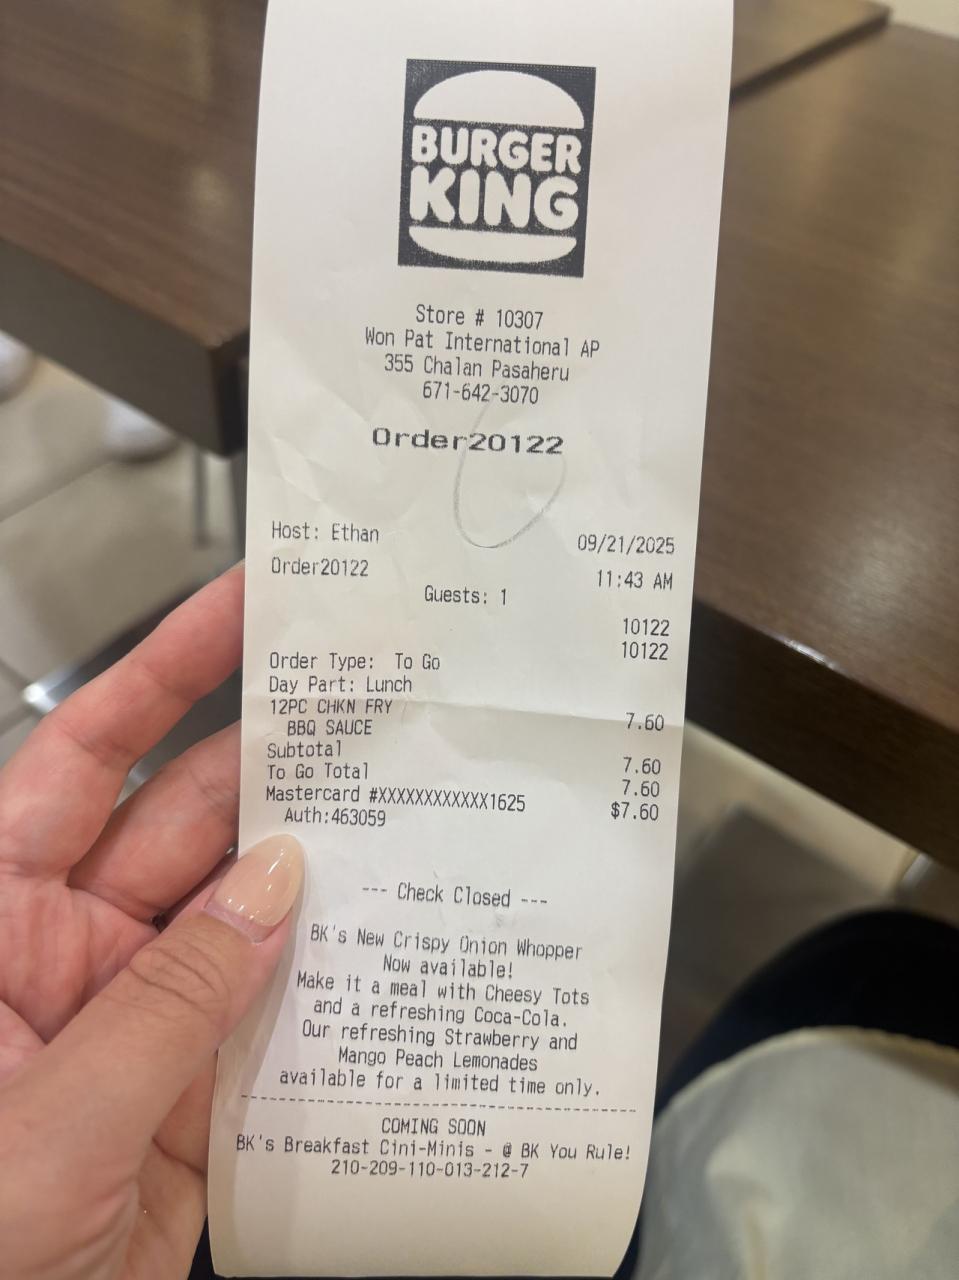 BURGER
KING
Store # 10307
Won Pat International AP
355 Chalan Pasaheru
671-642-3070
Order20122
Host: Ethan 09/21/2025
Order20122 11:43 AM
Guests: 1
10122
10122
Order Type: To Go
Day Part: Lunch
12PC CHKN FRY 7.60
BBQ SAUCE
Subtotal 7.60
To Go Total 7.60
Mastercard #XXXXXXXXXXXX1625 $7.60
Auth:463059
--- Check Closed ---
BK's New Crispy Onion Whopper
Now available!
Make it a meal with Cheesy Tots
and a refreshing Coca-Cola.
Our refreshing Strawberry and
Mango Peach Lemonades
available for a limited time only.
COMING SOON
BK's Breakfast Cini-Minis - @ BK You Rule!
210-209-110-013-212-7